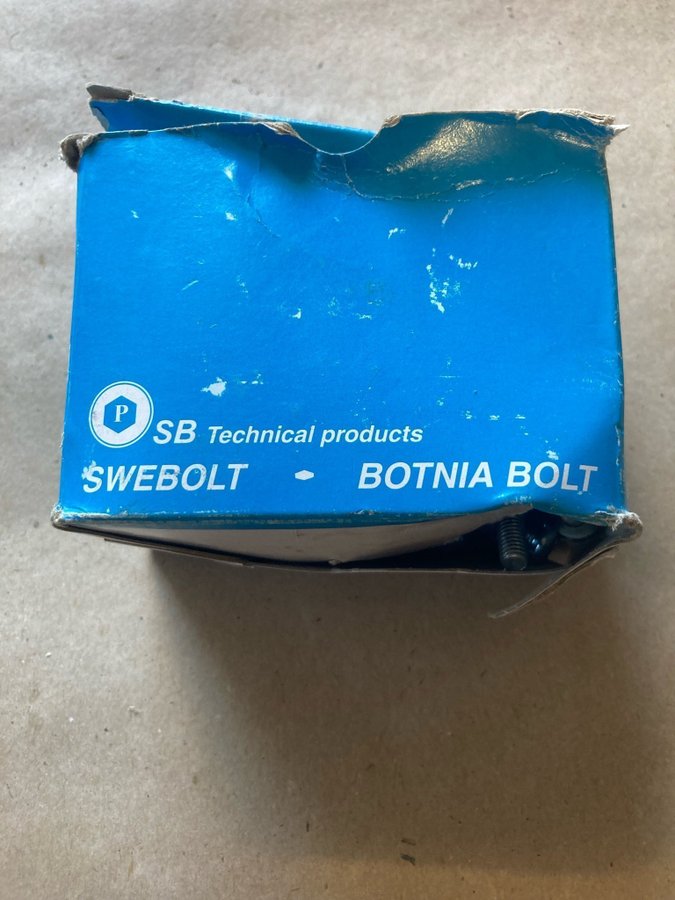 P
SB Technical products
SWEBOLT BOTNIA BOLT